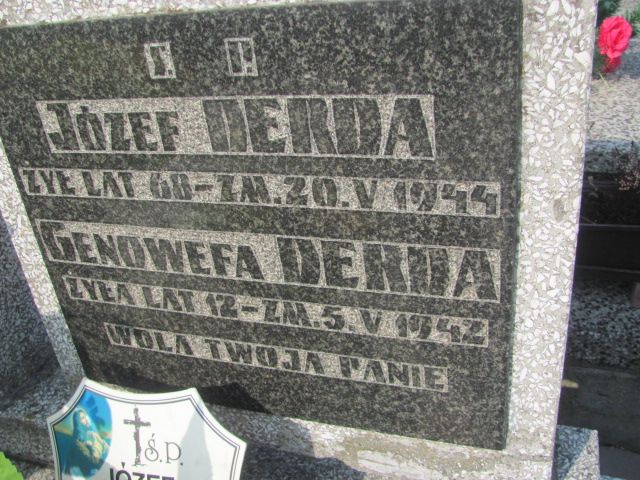 Ś. P.
JÓZEF DERDA
ŻYŁ LAT 68-ZM.20.V 1944
GENOWEFA DERDA
ŻYŁA LAT 12-ZM.5.V 1942
WOLA TWOJA PANIE
Ś.P.
JÓZEF